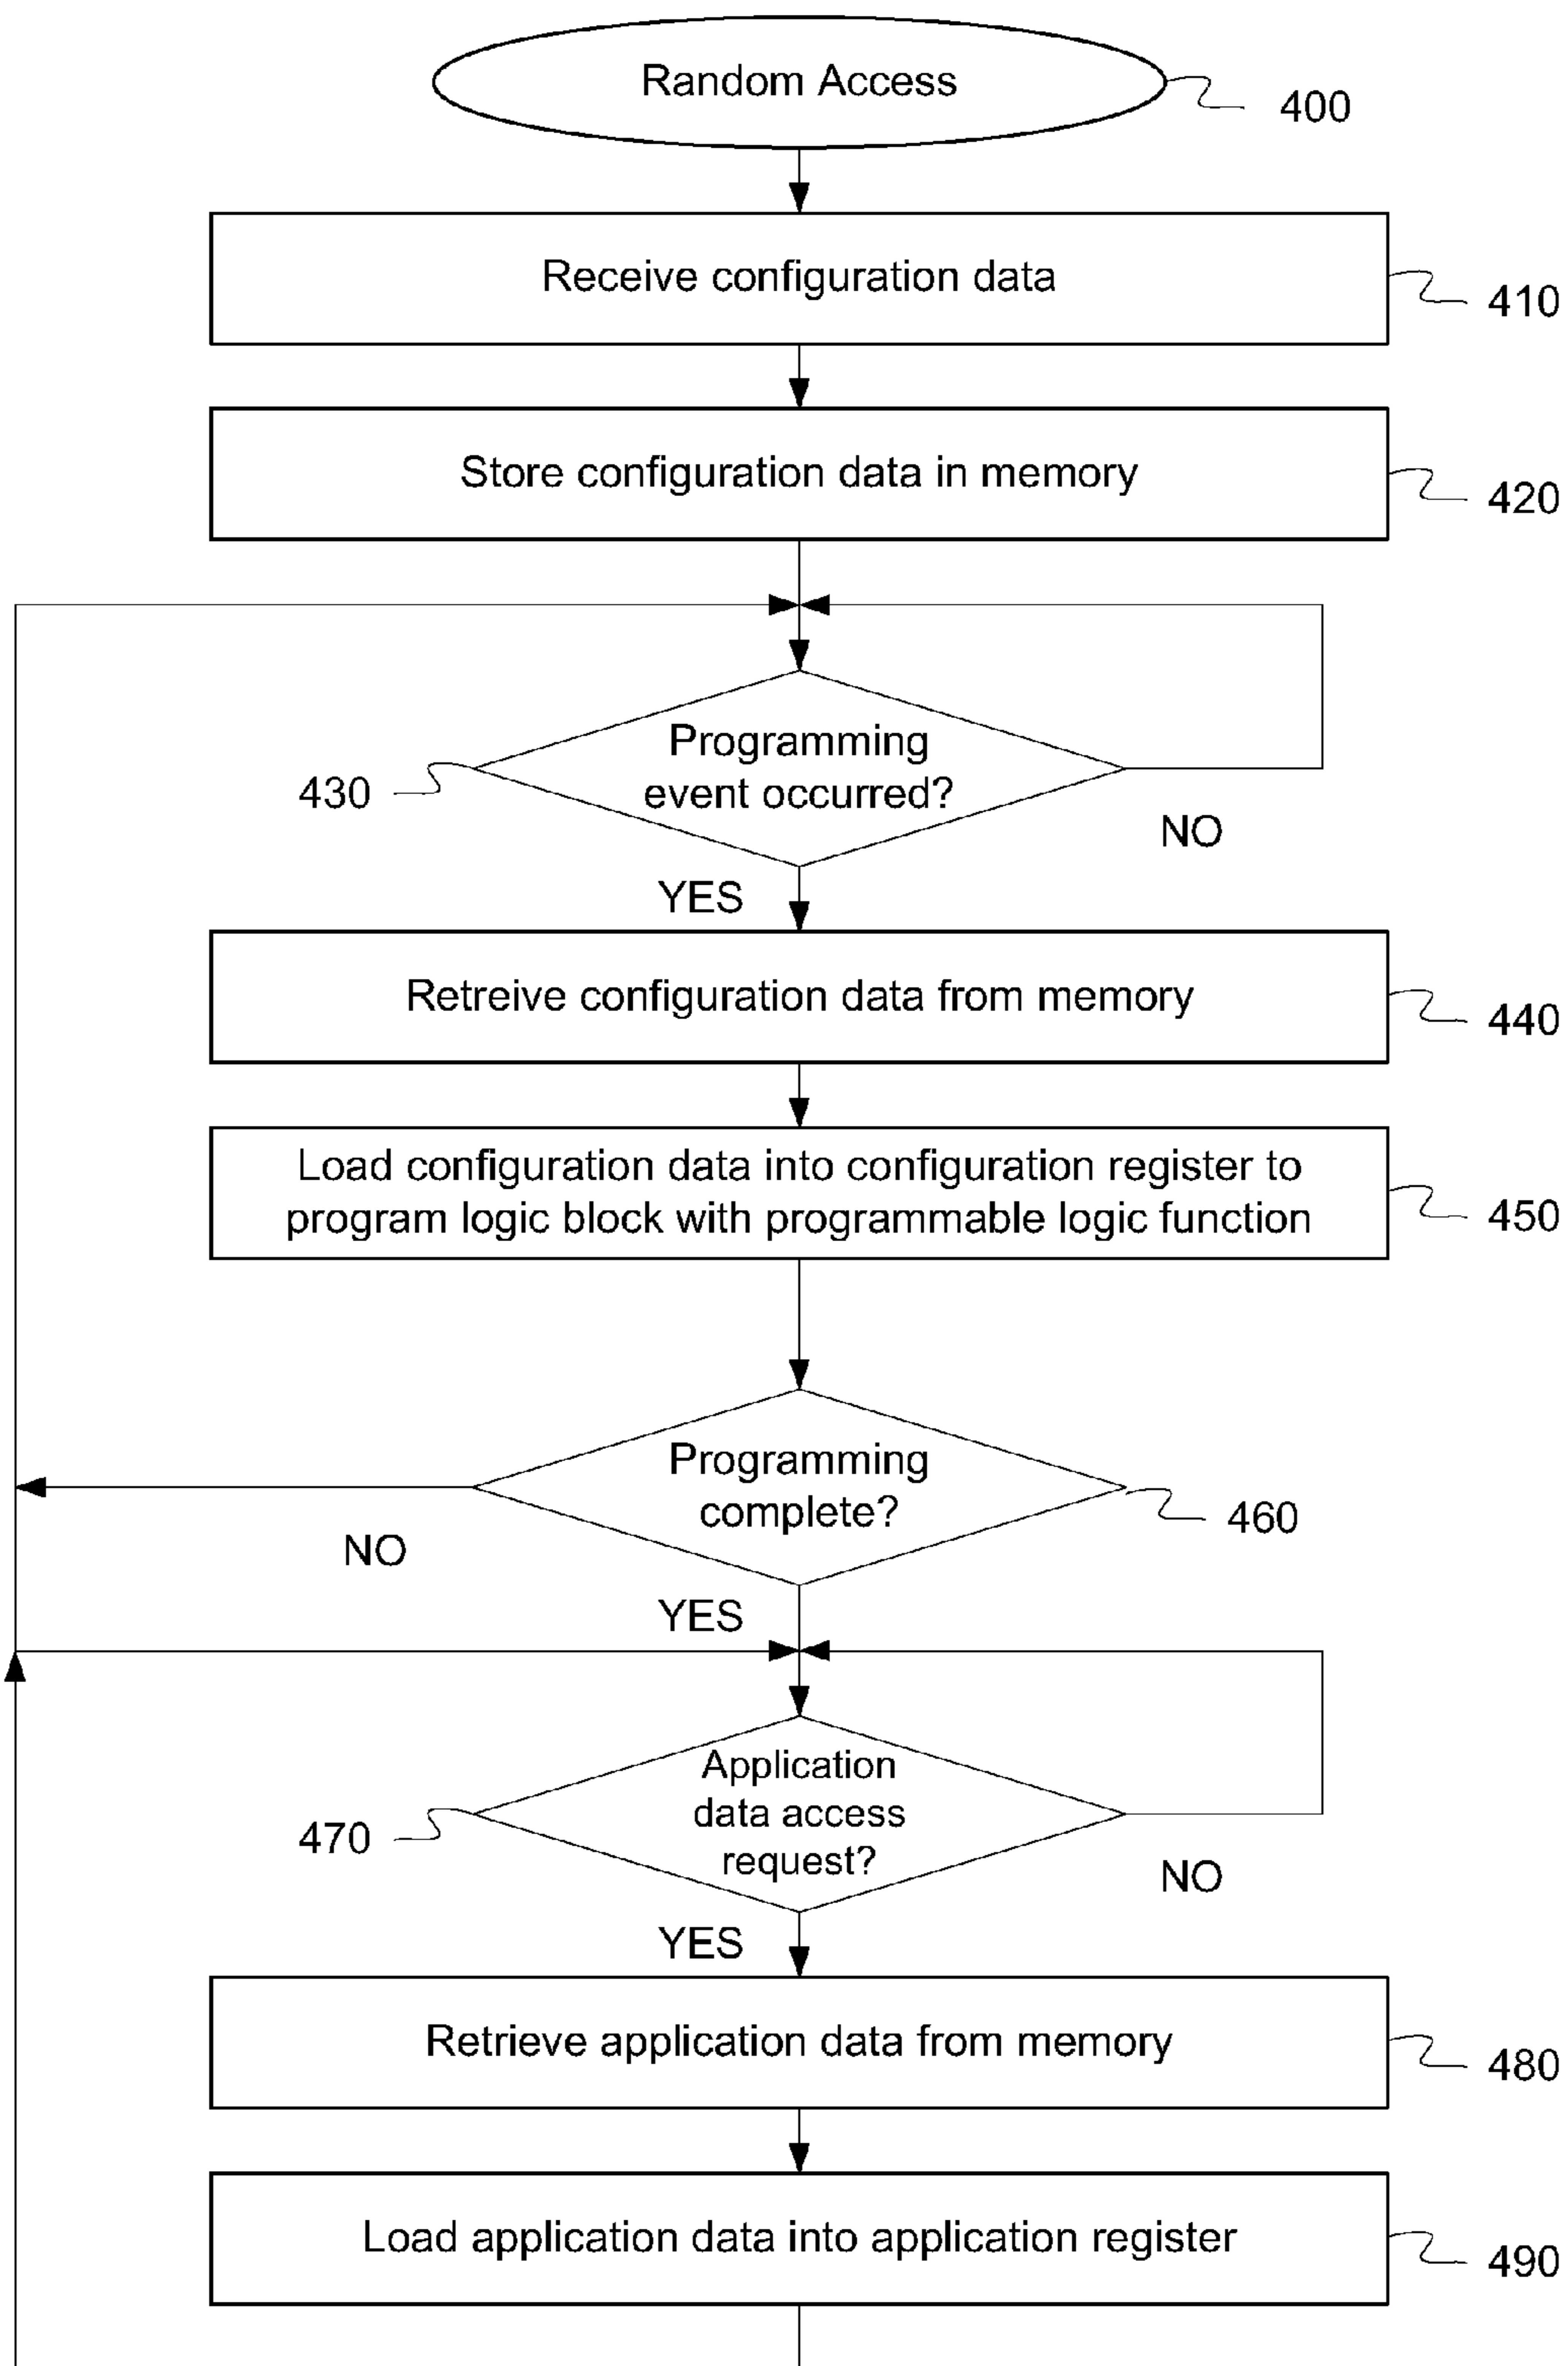 Random Access
400
Receive configuration data
410
Store configuration data in memory
420
Programming
event occurred?
430
NO
YES
Retreive configuration data from memory
440
Load configuration data into configuration register to
program logic block with programmable logic function
450
Programming
complete?
460
NO
YES
Application
data access
request?
470
NO
YES
Retrieve application data from memory
480
Load application data into application register
490